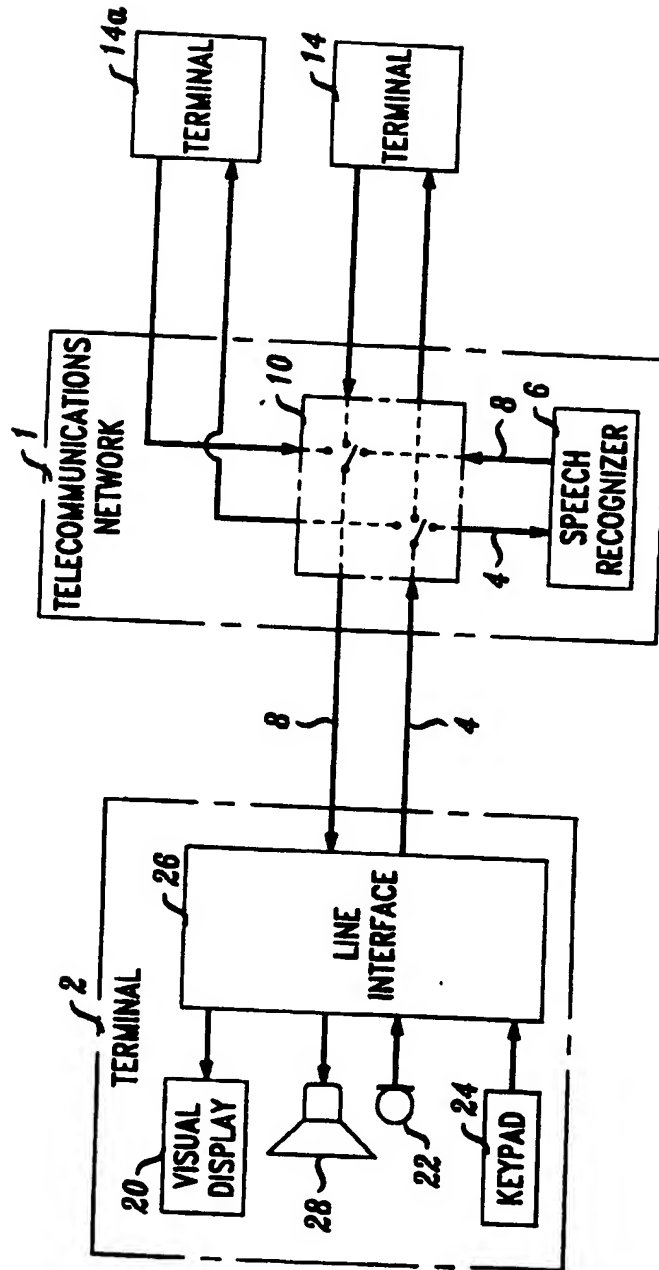 2
TERMINAL
20
VISUAL
DISPLAY
28
22
24
KEYPAD
26
LINE
INTERFACE
8
4
1
TELECOMMUNICATIONS
NETWORK
10
4
8
6
SPEECH
RECOGNIZER
14a
TERMINAL
14
TERMINAL